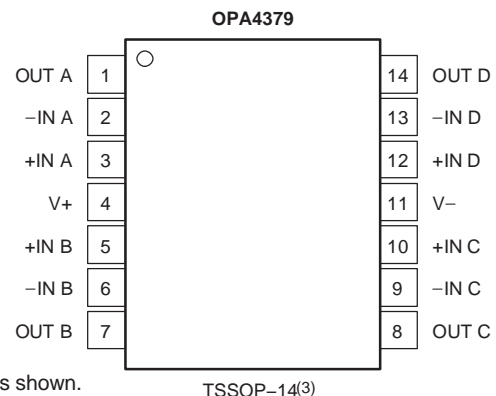 OPA4379
OUT A 1 14 OUT D
−IN A 2 13 −IN D
+IN A 3 12 +IN D
V+ 4 11 V−
+IN B 5 10 +IN C
−IN B 6 9 −IN C
OUT B 7 8 OUT C
s shown.
TSSOP−14(3)